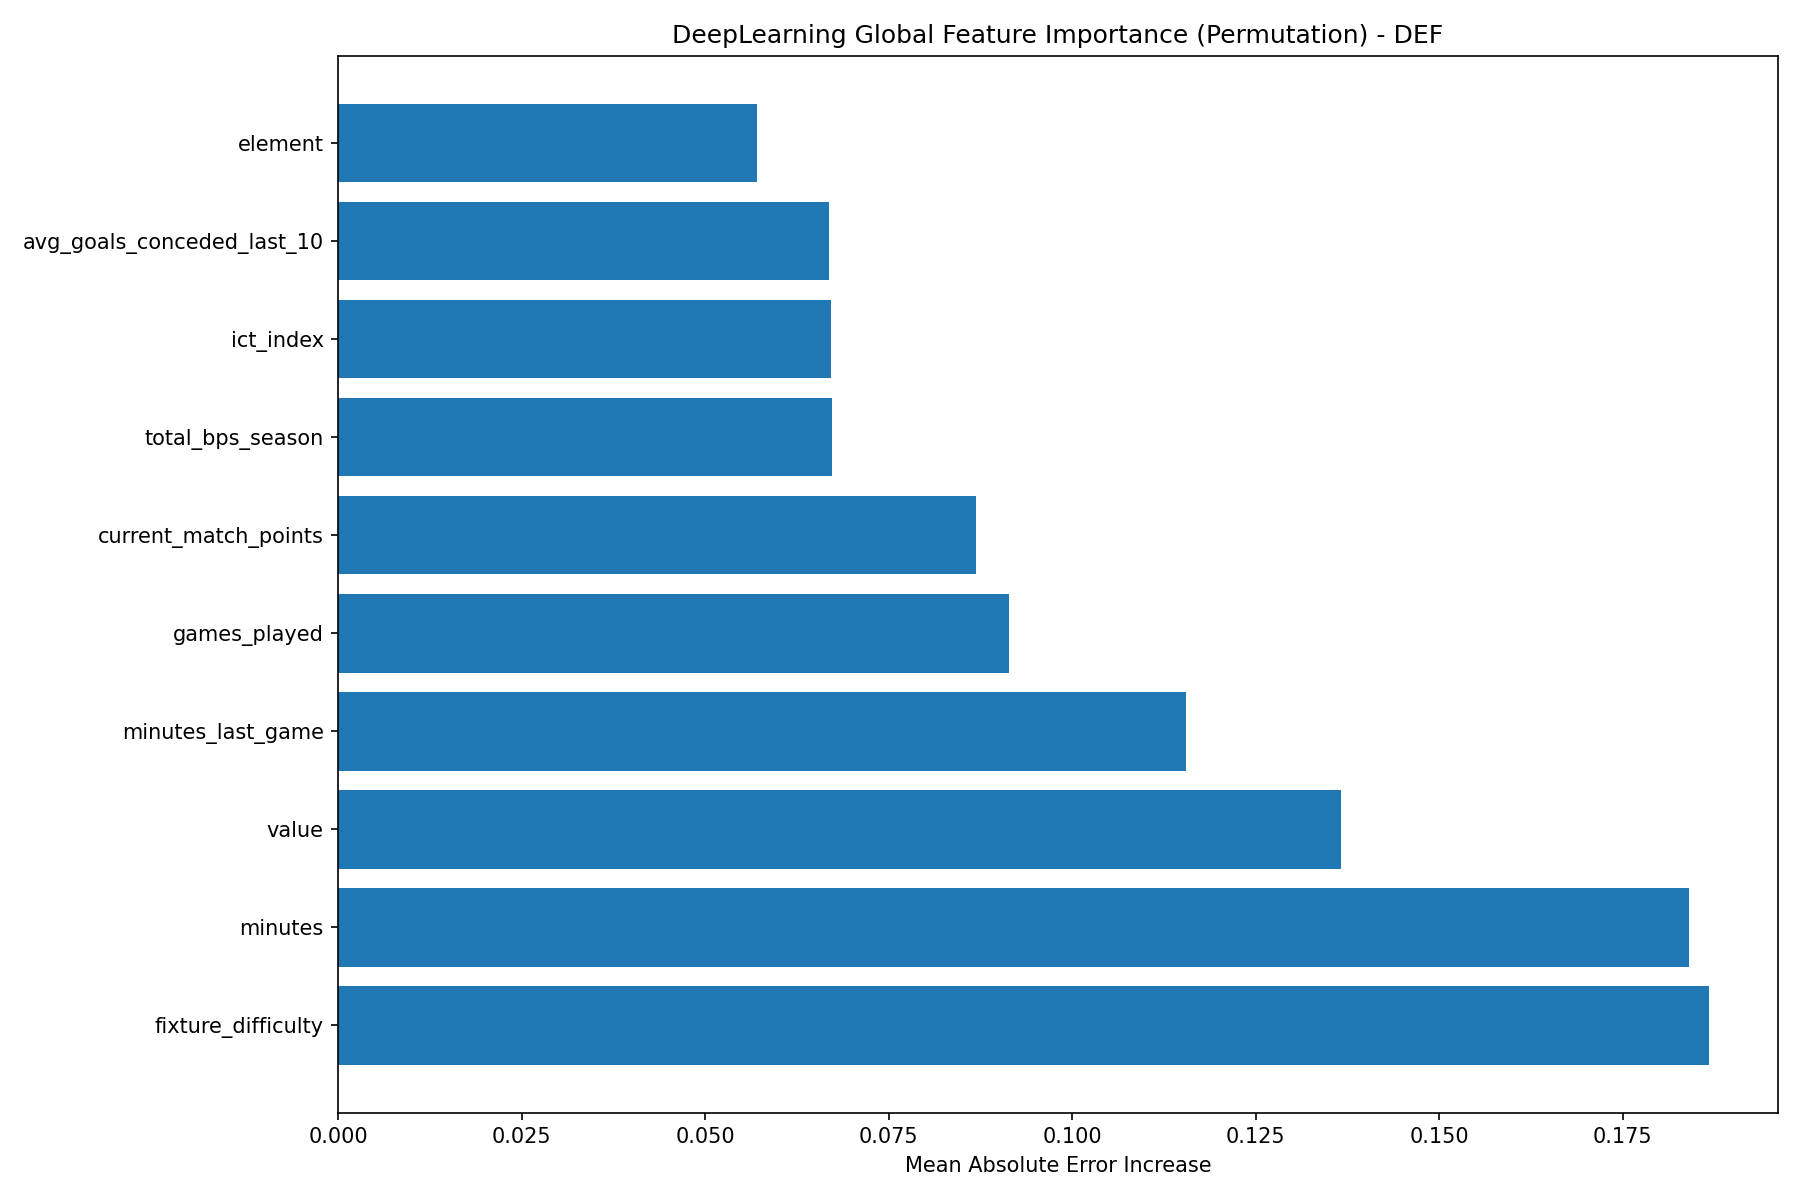 DeepLearning Global Feature Importance (Permutation) - DEF
element
avg_goals_conceded_last_10
ict_index
total_bps_season
current_match_points
games_played
minutes_last_game
value
minutes
fixture_difficulty
0.000 0.025 0.050 0.075 0.100 0.125 0.150 0.175
Mean Absolute Error Increase